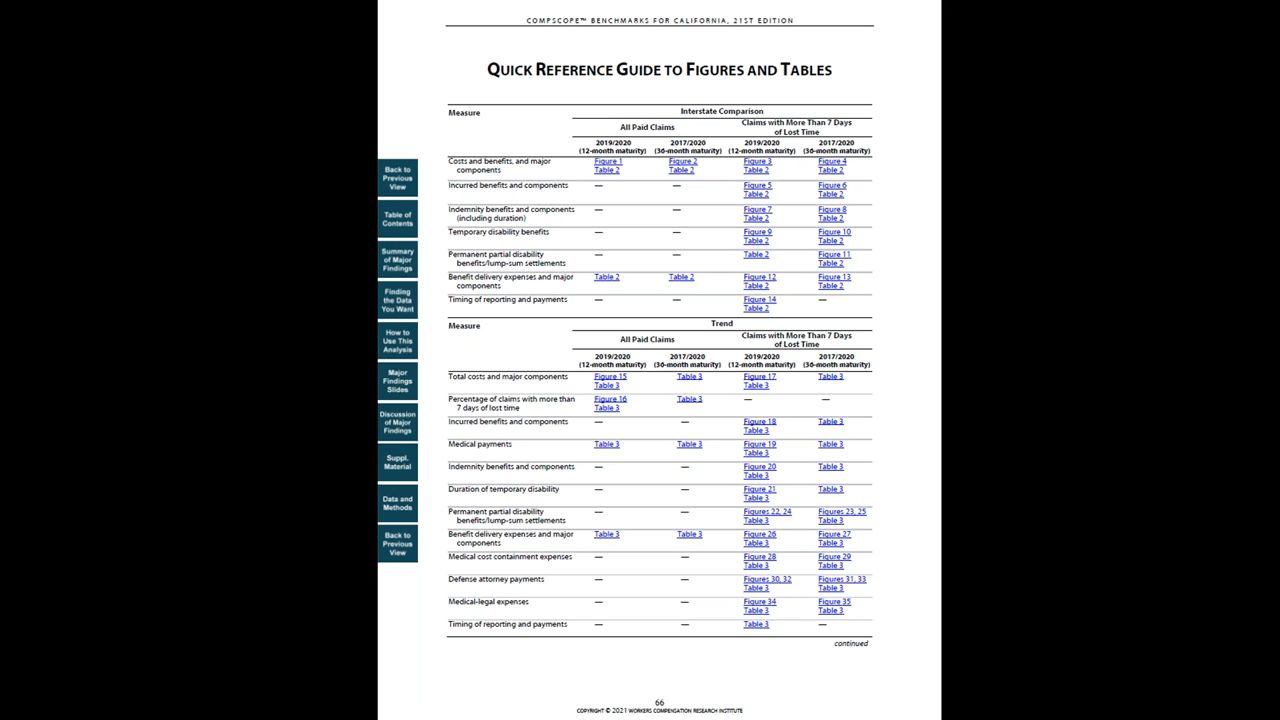 COMPSCOPE™ BENCHMARKS FOR CALIFORNIA, 21ST EDITION
QUICK REFERENCE GUIDE TO FIGURES AND TABLES
Measure
Interstate Comparison
All Paid Claims
Claims with More Than 7 Days
of Lost Time
2019/2020 2017/2020 2019/2020 2017/2020
(12-month maturity) (36-month maturity) (12-month maturity) (36-month maturity)
Costs and benefits, and major Figure 1 Figure 2 Figure 3 Figure 4
components Table 2 Table 2 Table 2 Table 2
Incurred benefits and components — — Figure 5 Figure 6
Table 2 Table 2
Indemnity benefits and components — — Figure 7 Figure 8
(including duration) Table 2 Table 2
Temporary disability benefits — — Figure 9 Figure 10
Table 2 Table 2
Permanent partial disability — — Table 2 Figure 11
benefits/lump-sum settlements Table 2
Benefit delivery expenses and major Table 2 Table 2 Figure 12 Figure 13
components Table 2 Table 2
Timing of reporting and payments — — Figure 14 —
Table 2
Measure
Trend
All Paid Claims
Claims with More Than 7 Days
of Lost Time
2019/2020 2017/2020 2019/2020 2017/2020
(12-month maturity) (36-month maturity) (12-month maturity) (36-month maturity)
Total costs and major components Figure 15 Table 3 Figure 17 Table 3
Table 3 Table 3
Percentage of claims with more than Figure 16 Table 3 — —
7 days of lost time Table 3
Incurred benefits and components — — Figure 18 Table 3
Table 3
Medical payments Table 3 Table 3 Figure 19 Table 3
Table 3
Indemnity benefits and components — — Figure 20 Table 3
Table 3
Duration of temporary disability — — Figure 21 Table 3
Table 3
Permanent partial disability — — Figures 22, 24 Figures 23, 25
benefits/lump-sum settlements Table 3 Table 3
Benefit delivery expenses and major Table 3 Table 3 Figure 26 Figure 27
components Table 3 Table 3
Medical cost containment expenses — — Figure 28 Figure 29
Table 3 Table 3
Defense attorney payments — — Figures 30, 32 Figures 31, 33
Table 3 Table 3
Medical-legal expenses — — Figure 34 Figure 35
Table 3 Table 3
Timing of reporting and payments — — Table 3 —
continued
66
COPYRIGHT © 2021 WORKERS COMPENSATION RESEARCH INSTITUTE
Back to
Previous
View
Table of
Contents
Summary
of Major
Findings
Finding
the Data
You Want
How to
Use This
Analysis
Major
Findings
Slides
Discussion
of Major
Findings
Suppl.
Material
Data and
Methods
Back to
Previous
View